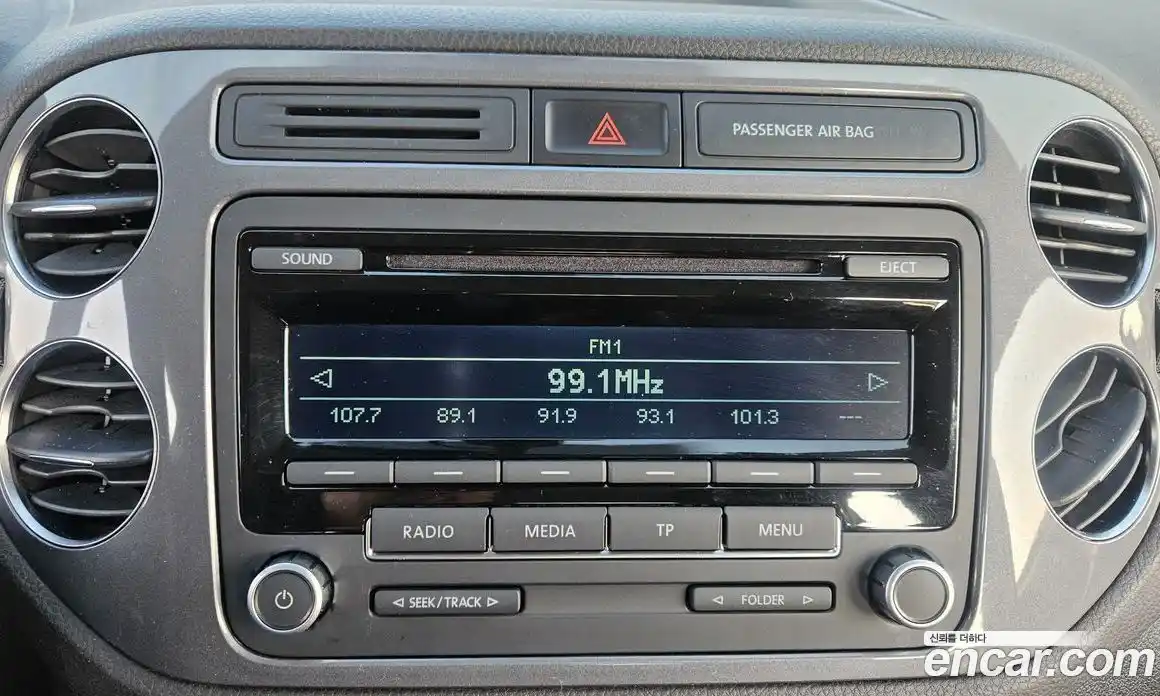 PASSENGER AIR BAG
SOUND
EJECT
FM1
99.1MHz
107.7 89.1 91.9 93.1 101.3 ---
RADIO MEDIA TP MENU
SEEK/TRACK
FOLDER
신뢰를 더하다
encar.com